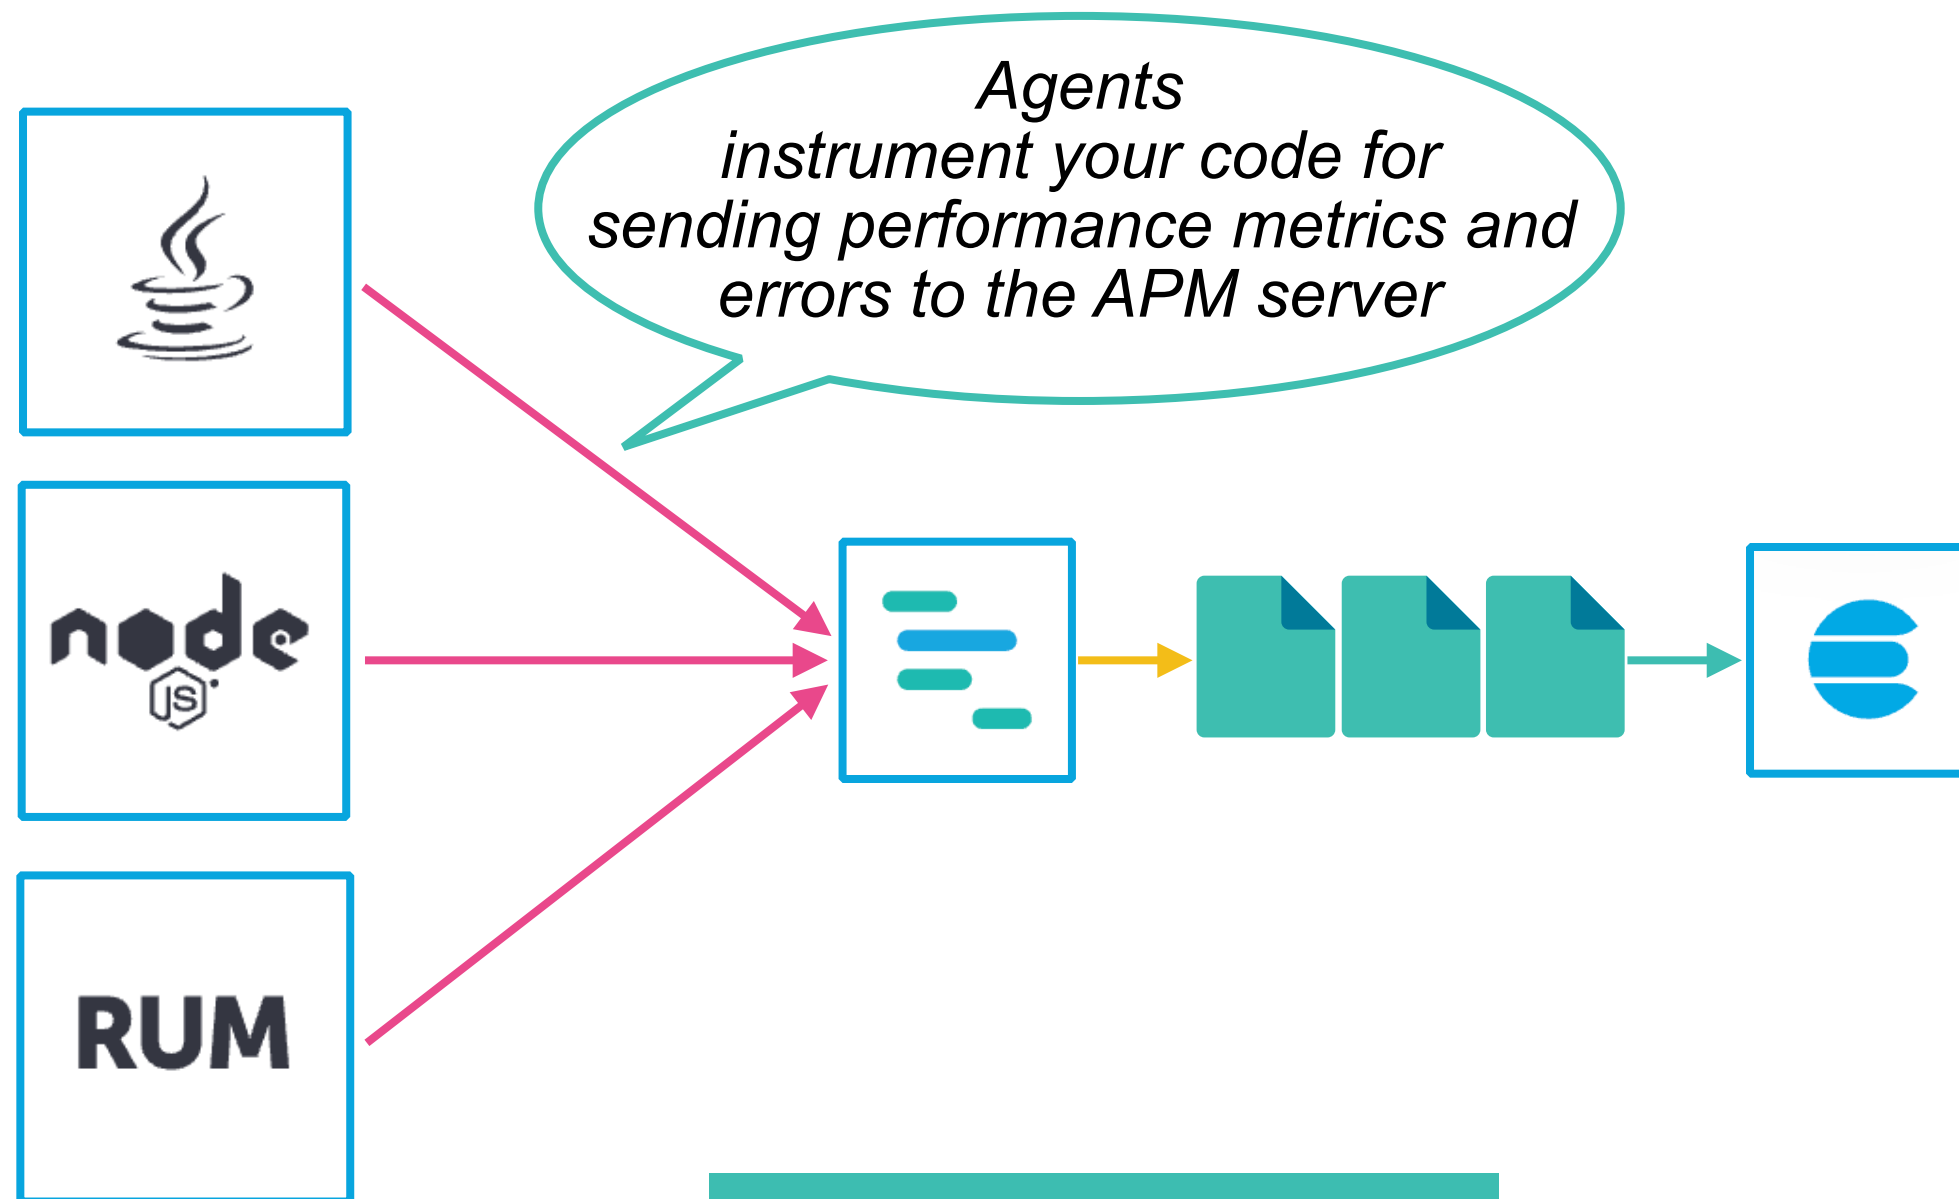 Agents
instrument your code for
sending performance metrics and
errors to the APM server
node
JS
RUM